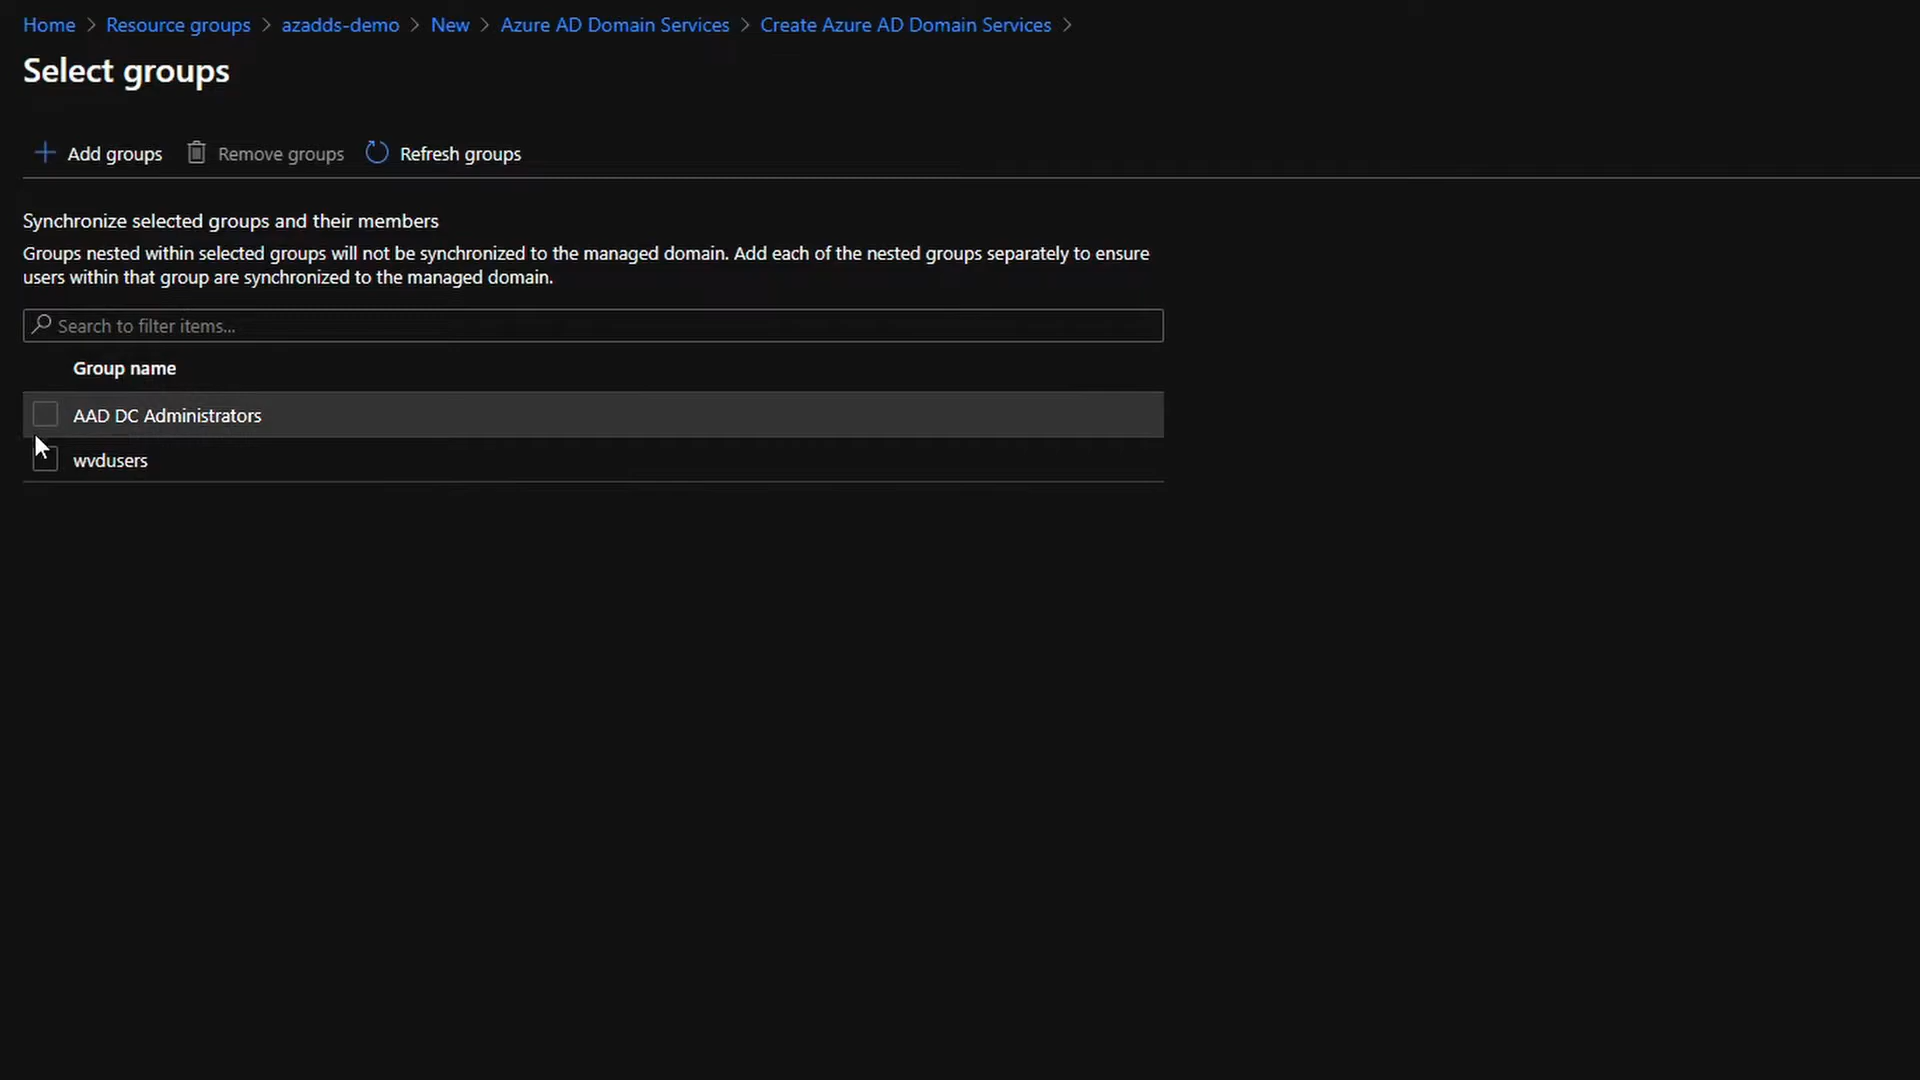 Home > Resource groups > azadds-demo > New > Azure AD Domain Services > Create Azure AD Domain Services >
Select groups
Add groups Remove groups Refresh groups
Synchronize selected groups and their members
Groups nested within selected groups will not be synchronized to the managed domain. Add each of the nested groups separately to ensure
users within that group are synchronized to the managed domain.
Search to filter items...
Group name
AAD DC Administrators
wvdusers